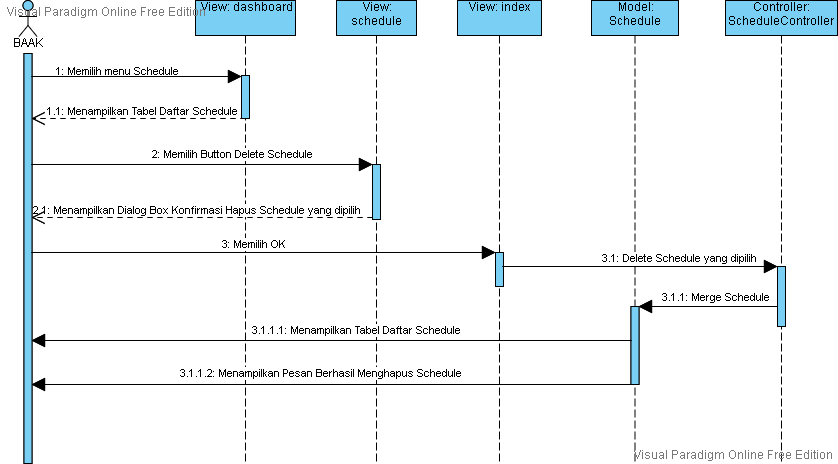 Visual Paradigm Online Free Edition
View: dashboard
View:
schedule
View: index
Model:
Schedule
Controller:
ScheduleController
BAAK
1: Memilih menu Schedule
1.1: Menampilkan Tabel Daftar Schedule
2: Memilih Button Delete Schedule
2.1: Menampilkan Dialog Box Konfirmasi Hapus Schedule yang dipilih
3: Memilih OK
3.1: Delete Schedule yang dipilih
3.1.1: Merge Schedule
3.1.1.1: Menampilkan Tabel Daftar Schedule
3.1.1.2: Menampilkan Pesan Berhasil Menghapus Schedule
Visual Paradigm Online Free Edition